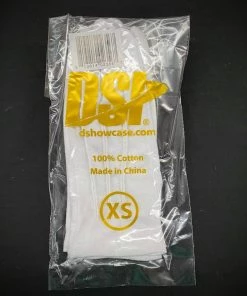 DSI®
dshowcase.com
100% Cotton
Made in China
XS